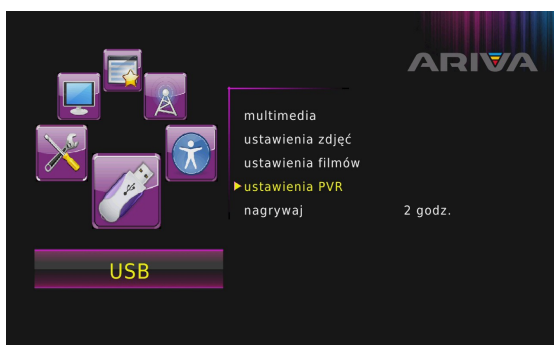 ARIVA
multimedia
ustawienia zdjęć
ustawienia filmów
ustawienia PVR
nagrywaj 2 godz.
USB